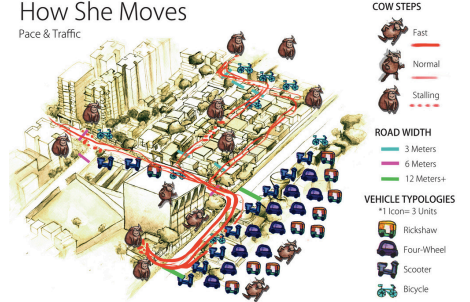 How She Moves
Pace & Traffic
COW STEPS
Fast
Normal
Stalling
ROAD WIDTH
3 Meters
6 Meters
12 Meters+
VEHICLE TYPOLOGIES
*1 Icon= 3 Units
Rickshaw
Four-Wheel
Scooter
Bicycle